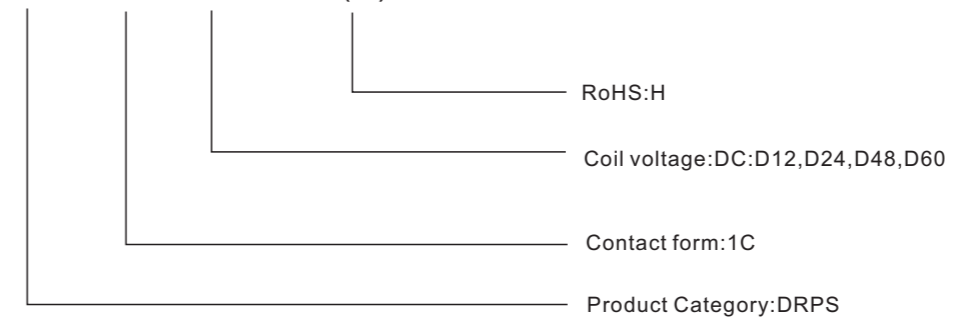 RoHS:H
Coil voltage:DC:D12,D24,D48,D60
Contact form:1C
Product Category:DRPS